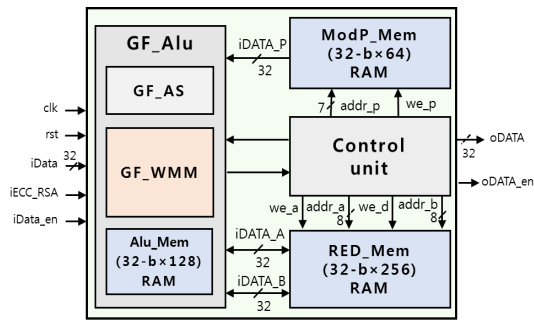 GF_Alu
GF_AS
GF_WMM
Alu_Mem
(32-b×128)
RAM
iDATA_P
32
ModP_Mem
(32-b×64)
RAM
7
addr_p
we_p
Control
unit
clk
rst
iData
32
iECC_RSA
iData_en
32
oDATA
oDATA_en
we_a
addr_a
8
we_d
addr_b
8
iDATA_A
32
iDATA_B
32
RED_Mem
(32-b×256)
RAM